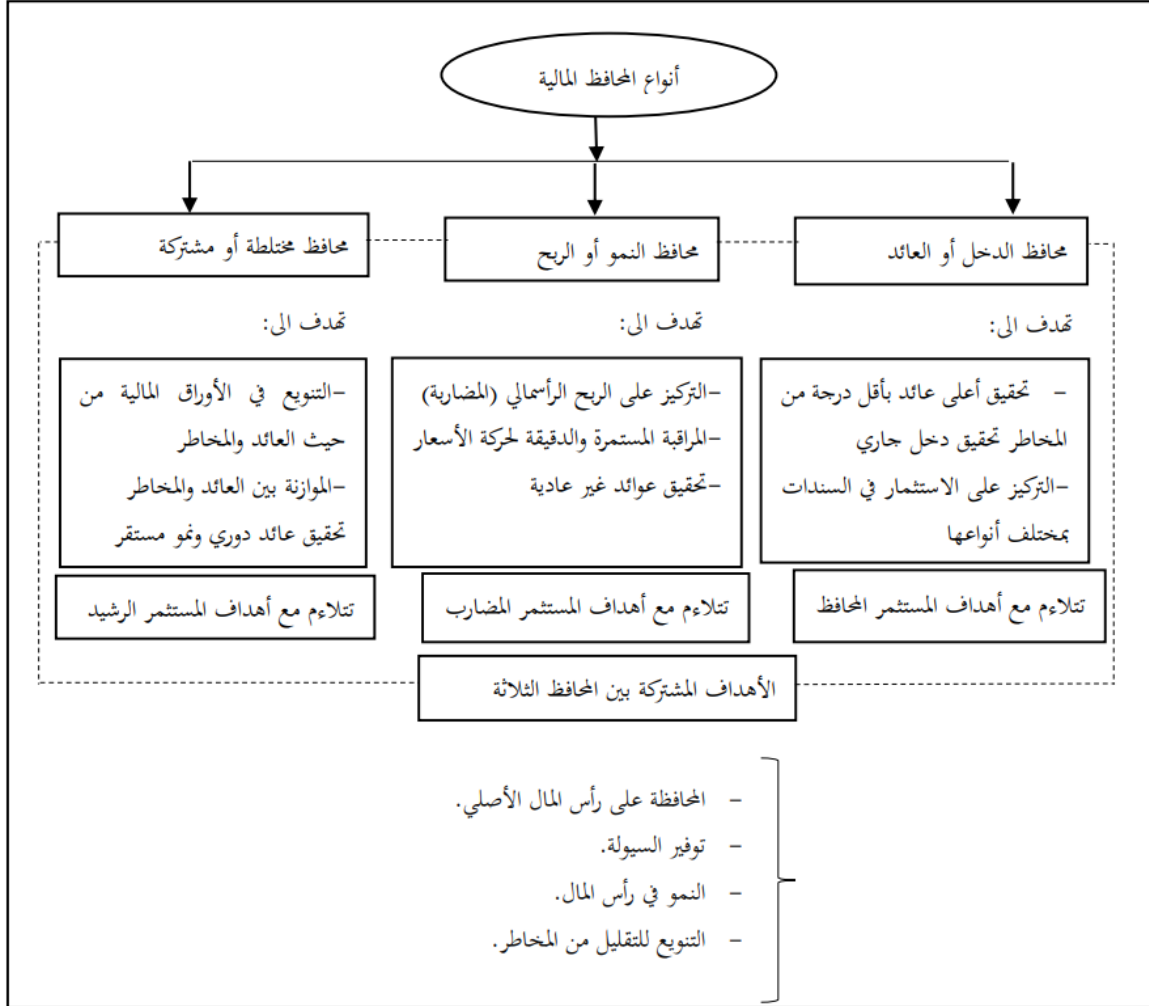 أنواع المحافظ المالية
محافظ الدخل أو العائد
محافظ النمو أو الربح
محافظ مختلطة أو مشتركة
تهدف الى:
تهدف الى:
تهدف الى:
– تحقيق أعلى عائد بأقل درجة من
المخاطر تحقيق دخل جاري
–التركيز على الاستثمار في السندات
بمختلف أنواعها
–التركيز على الربح الرأسمالي (المضاربة)
–المراقبة المستمرة والدقيقة لحركة الأسعار
–تحقيق عوائد غير عادية
–التنويع في الأوراق المالية من
حيث العائد والمخاطر
–الموازنة بين العائد والمخاطر
تحقيق عائد دوري ونمو مستقر
تتلاءم مع أهداف المستثمر المحافظ
تتلاءم مع أهداف المستثمر المضارب
تتلاءم مع أهداف المستثمر الرشيد
الأهداف المشتركة بين المحافظ الثلاثة
– المحافظة على رأس المال الأصلي.
– توفير السيولة.
– النمو في رأس المال.
– التنويع للتقليل من المخاطر.